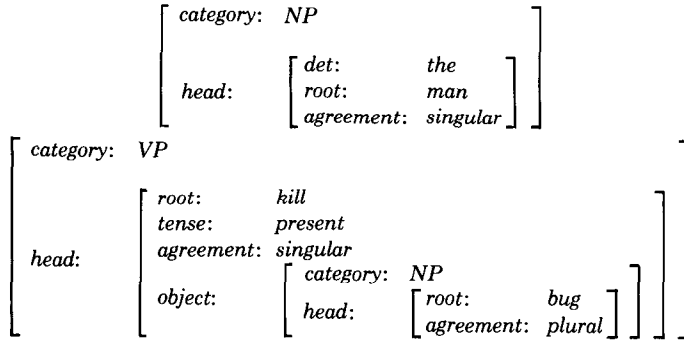 category: NP
head: det: the
root: man
agreement: singular
category: VP
head: root: kill
tense: present
agreement: singular
object: category: NP
head: root: bug
agreement: plural